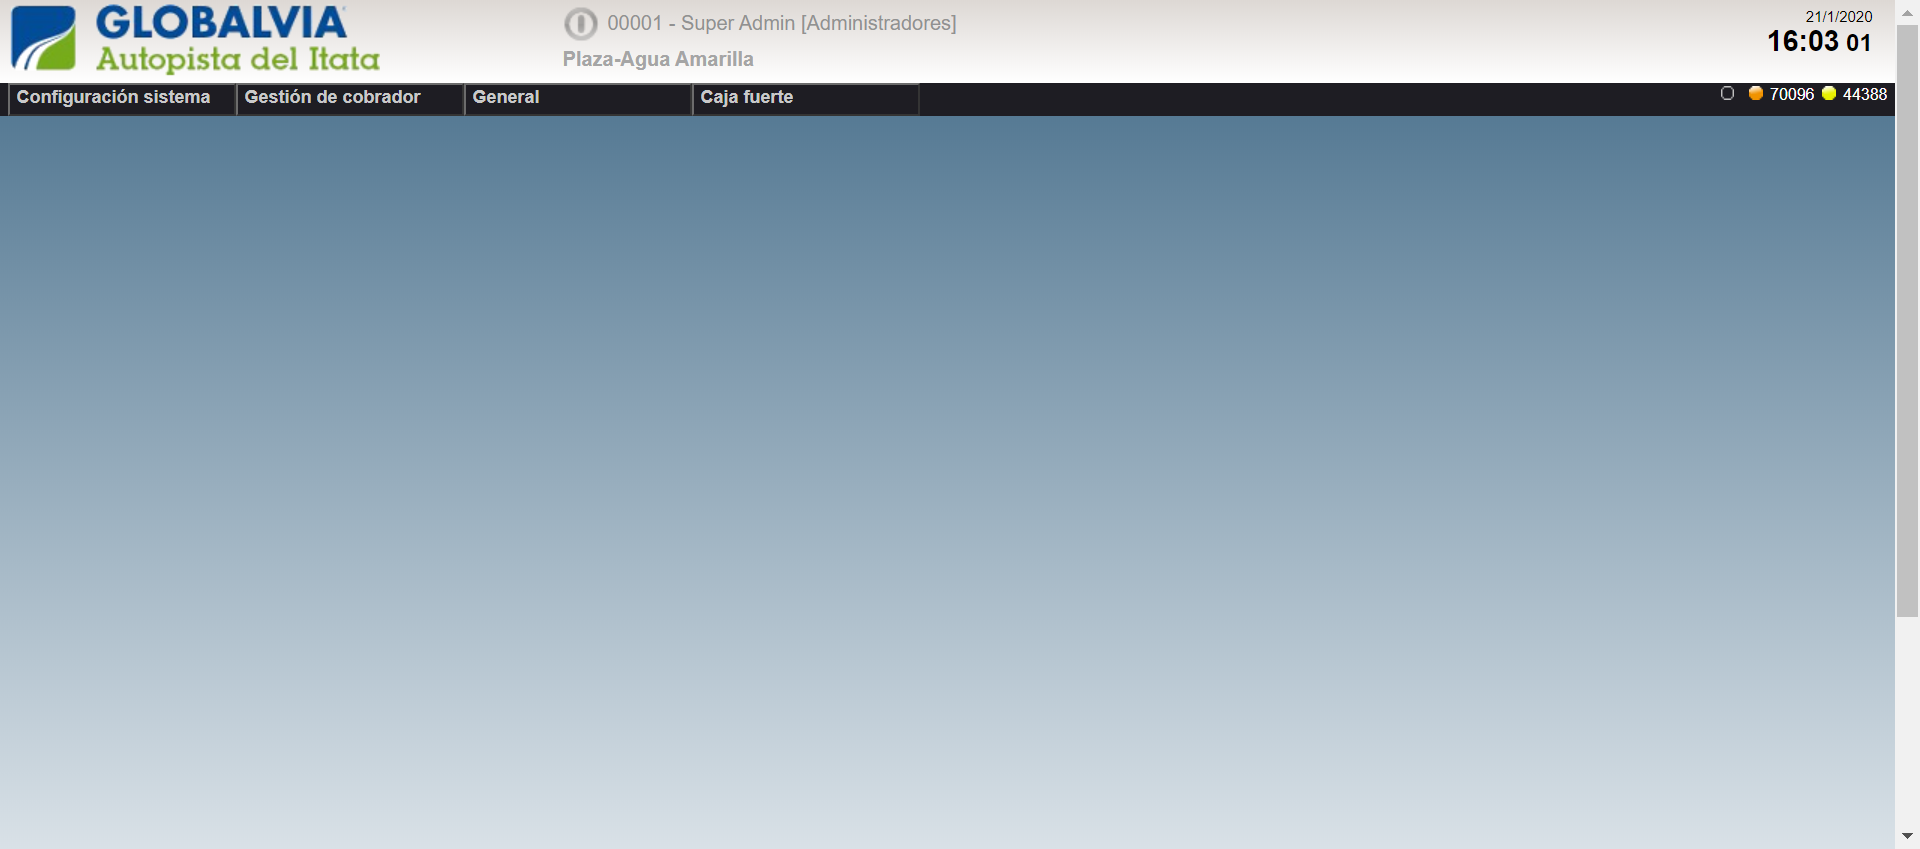 GLOBALVIA
Autopista del Itata
00001 - Super Admin [Administradores]
Plaza-Agua Amarilla
21/1/2020
16:03 01
Configuración sistema
Gestión de cobrador
General
Caja fuerte
70096
44388